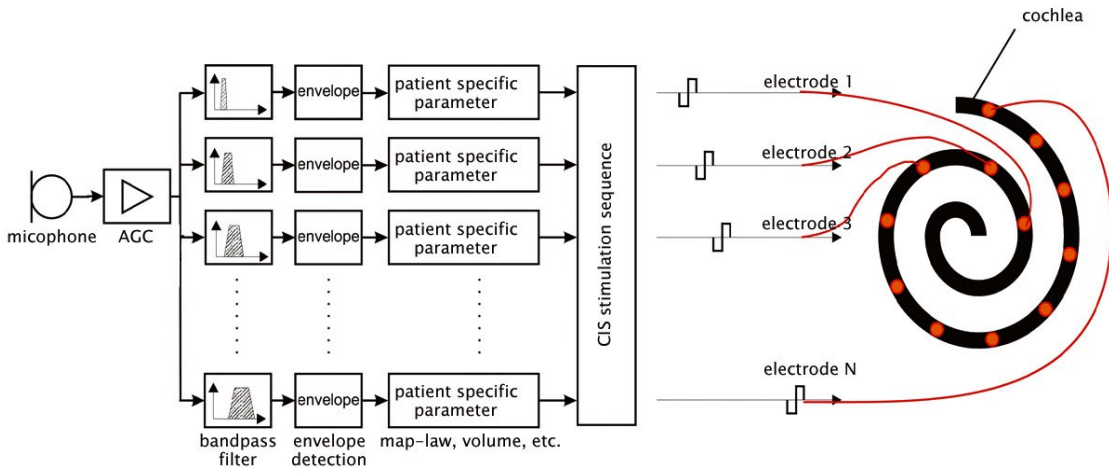 cochlea
envelope
patient specific
parameter
electrode 1
envelope
patient specific
parameter
electrode 2
micophone
AGC
envelope
patient specific
parameter
CIS stimulation sequence
electrode 3
envelope
patient specific
parameter
electrode N
bandpass
filter
envelope
detection
map-law, volume, etc.